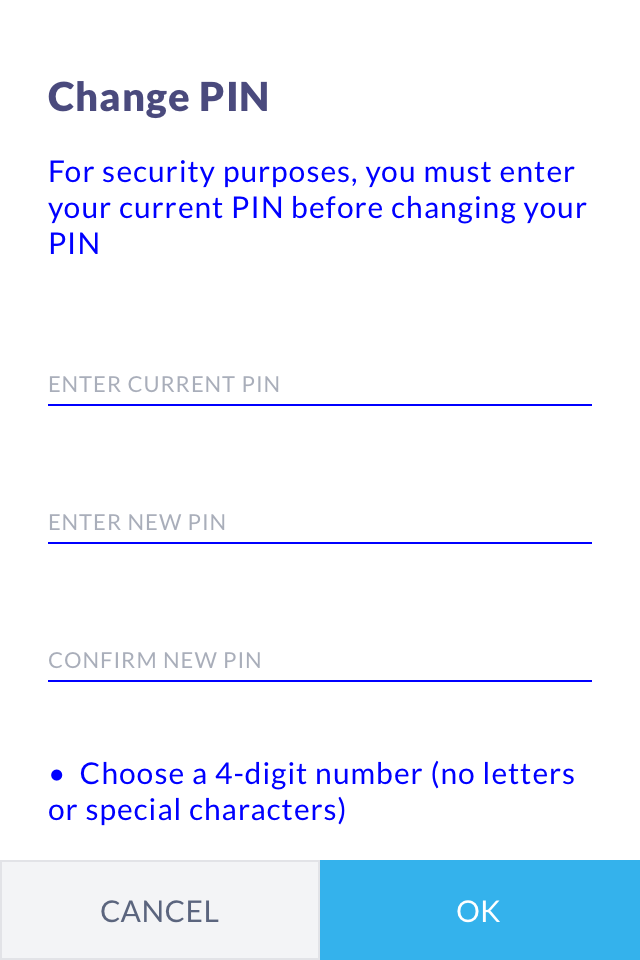 Change PIN
For security purposes, you must enter
your current PIN before changing your
PIN
ENTER CURRENT PIN
ENTER NEW PIN
CONFIRM NEW PIN
• Choose a 4-digit number (no letters
or special characters)
CANCEL
OK